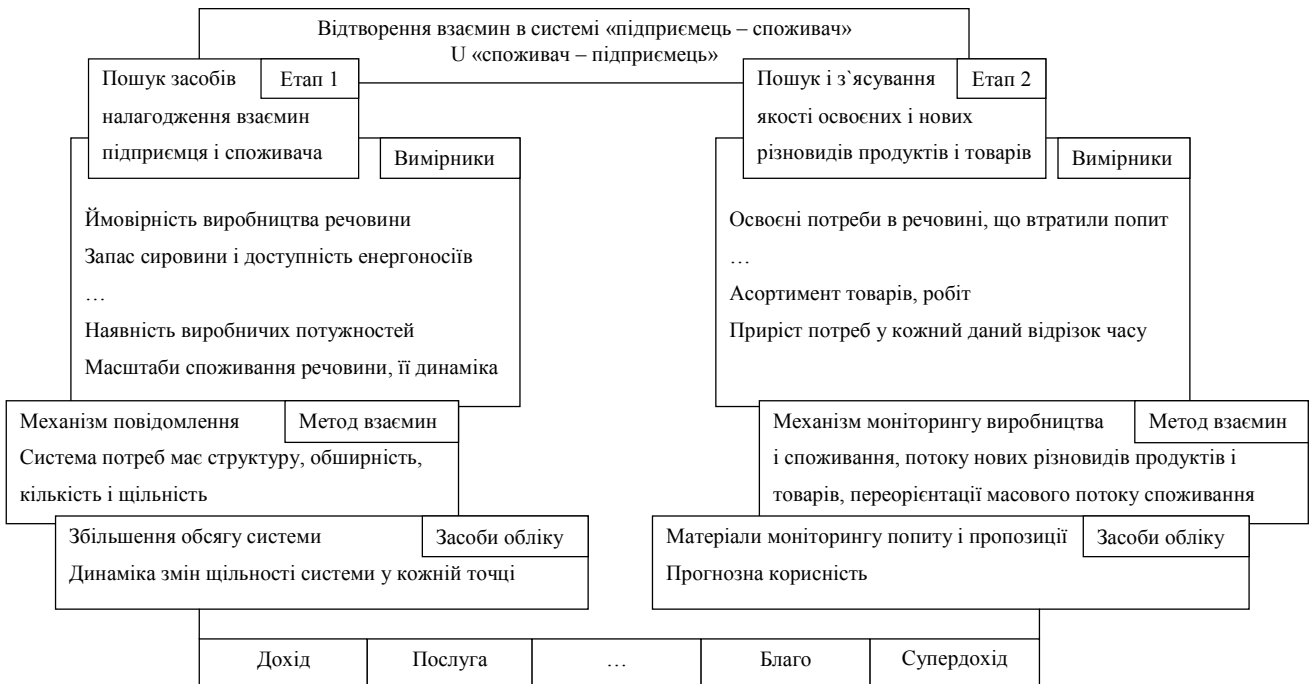 Відтворення взаємин в системі «підприємець – споживач»
U «споживач – підприємець»
Пошук засобів
Етап 1
налагодження взаємин
підприємця і споживача
Вимірники
Ймовірність виробництва речовини
Запас сировини і доступність енергоносіїв
…
Наявність виробничих потужностей
Масштаби споживання речовини, її динаміка
Механізм повідомлення
Метод взаємин
Система потреб має структуру, обширність,
кількість і щільність
Збільшення обсягу системи
Засоби обліку
Динаміка змін щільності системи у кожній точці
Пошук і з`ясування
Етап 2
якості освоєних і нових
різновидів продуктів і товарів
Вимірники
Освоєні потреби в речовині, що втратили попит
…
Асортимент товарів, робіт
Приріст потреб у кожний даний відрізок часу
Механізм моніторингу виробництва
Метод взаємин
і споживання, потоку нових різновидів продуктів і
товарів, переорієнтації масового потоку споживання
Матеріали моніторингу попиту і пропозиції
Засоби обліку
Прогнозна корисність
Дохід
Послуга
…
Благо
Супердохід